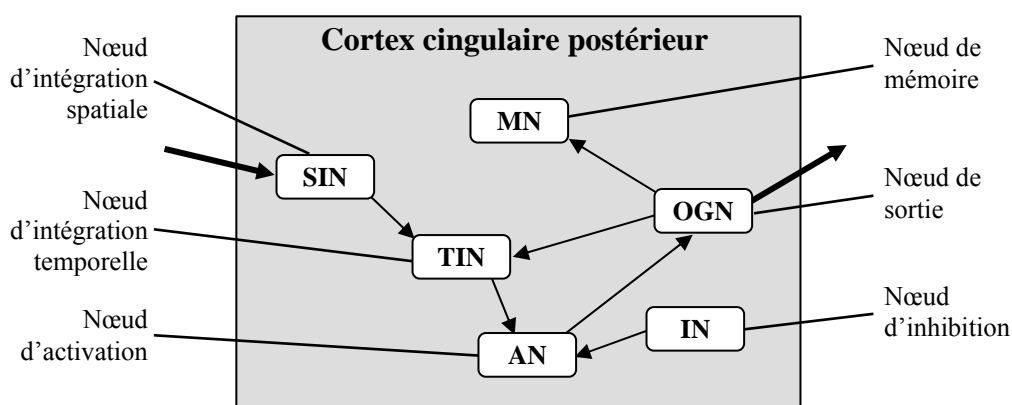 Cortex cingulaire postérieur
Nœud
d'intégration
spatiale
Nœud
d'intégration
temporelle
Nœud
d'activation
MN
SIN
OGN
TIN
IN
AN
Nœud de
mémoire
Nœud de
sortie
Nœud
d'inhibition